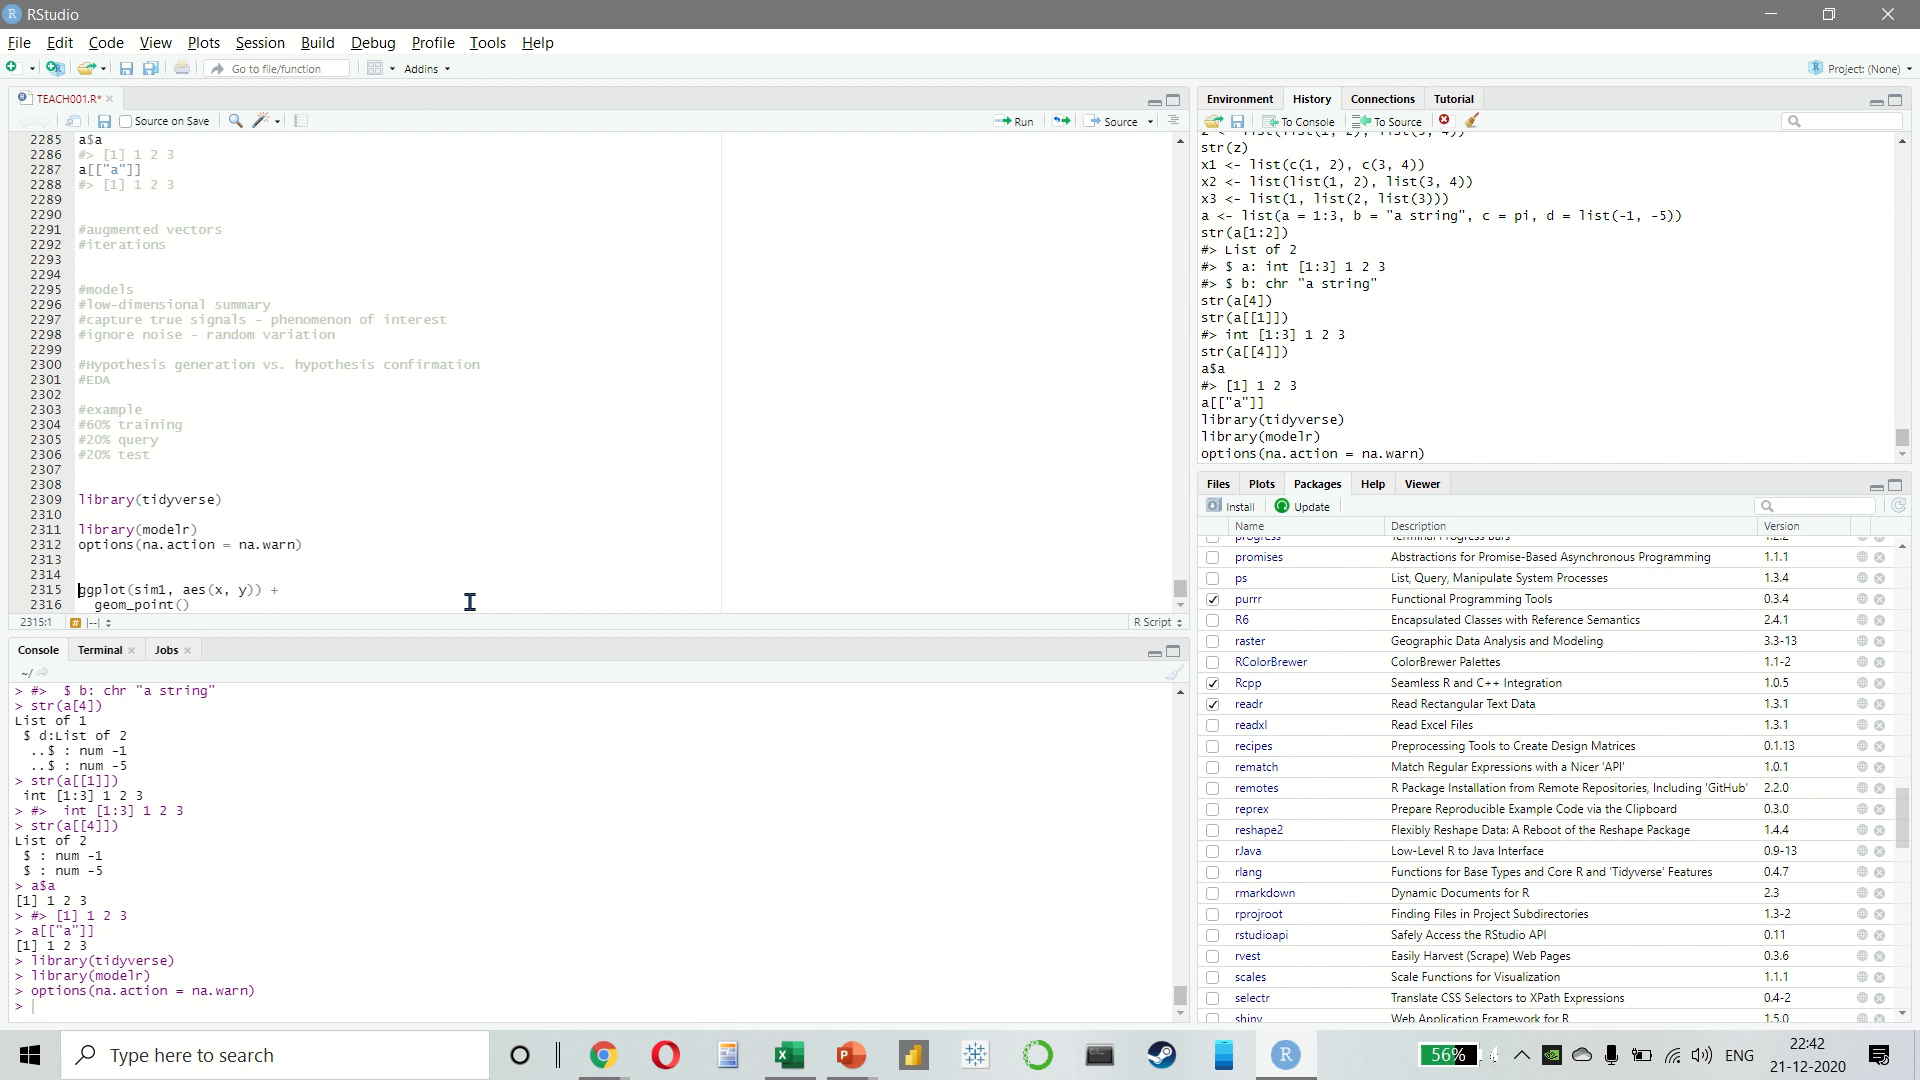 RStudio
File Edit Code View Plots Session Build Debug Profile Tools Help
Go to file/function Addins Project: (None)
TEACH001.R*
Source on Save Run Source
2285 a$a
2286 #> [1] 1 2 3
2287 a[["a"]]
2288 #> [1] 1 2 3
2289
2290
2291 #augmented vectors
2292 #iterations
2293
2294
2295 #models
2296 #low-dimensional summary
2297 #capture true signals - phenomenon of interest
2298 #ignore noise - random variation
2299
2300 #Hypothesis generation vs. hypothesis confirmation
2301 #EDA
2302
2303 #example
2304 #60% training
2305 #20% query
2306 #20% test
2307
2308
2309 library(tidyverse)
2310
2311 library(modelr)
2312 options(na.action = na.warn)
2313
2314
2315 ggplot(sim1, aes(x, y)) +
2316 geom_point()
2315:1 R Script
Console Terminal Jobs
~/
> #> $ b: chr "a string"
> str(a[4])
List of 1
$ d:List of 2
..$ : num -1
..$ : num -5
> str(a[[1]])
int [1:3] 1 2 3
> #> int [1:3] 1 2 3
> str(a[[4]])
List of 2
$ : num -1
$ : num -5
> a$a
[1] 1 2 3
> #> [1] 1 2 3
> a[["a"]]
[1] 1 2 3
> library(tidyverse)
> library(modelr)
> options(na.action = na.warn)
>
Environment History Connections Tutorial
To Console To Source
z <- list(list(1, 2), list(3, 4))
str(z)
x1 <- list(c(1, 2), c(3, 4))
x2 <- list(list(1, 2), list(3, 4))
x3 <- list(1, list(2, list(3)))
a <- list(a = 1:3, b = "a string", c = pi, d = list(-1, -5))
str(a[1:2])
#> List of 2
#> $ a: int [1:3] 1 2 3
#> $ b: chr "a string"
str(a[4])
str(a[[1]])
#> int [1:3] 1 2 3
str(a[[4]])
a$a
#> [1] 1 2 3
a[["a"]]
library(tidyverse)
library(modelr)
options(na.action = na.warn)
Files Plots Packages Help Viewer
Install Update
Name Description Version
progress Terminal Progress Bars 1.2.2
promises Abstractions for Promise-Based Asynchronous Programming 1.1.1
ps List, Query, Manipulate System Processes 1.3.4
purrr Functional Programming Tools 0.3.4
R6 Encapsulated Classes with Reference Semantics 2.4.1
raster Geographic Data Analysis and Modeling 3.3-13
RColorBrewer ColorBrewer Palettes 1.1-2
Rcpp Seamless R and C++ Integration 1.0.5
readr Read Rectangular Text Data 1.3.1
readxl Read Excel Files 1.3.1
recipes Preprocessing Tools to Create Design Matrices 0.1.13
rematch Match Regular Expressions with a Nicer 'API' 1.0.1
remotes R Package Installation from Remote Repositories, Including 'GitHub' 2.2.0
reprex Prepare Reproducible Example Code via the Clipboard 0.3.0
reshape2 Flexibly Reshape Data: A Reboot of the Reshape Package 1.4.4
rJava Low-Level R to Java Interface 0.9-13
rlang Functions for Base Types and Core R and 'Tidyverse' Features 0.4.7
rmarkdown Dynamic Documents for R 2.3
rprojroot Finding Files in Project Subdirectories 1.3-2
rstudioapi Safely Access the RStudio API 0.11
rvest Easily Harvest (Scrape) Web Pages 0.3.6
scales Scale Functions for Visualization 1.1.1
selectr Translate CSS Selectors to XPath Expressions 0.4-2
shiny Web Application Framework for R 1.5.0
Type here to search
56% ENG 22:42
21-12-2020